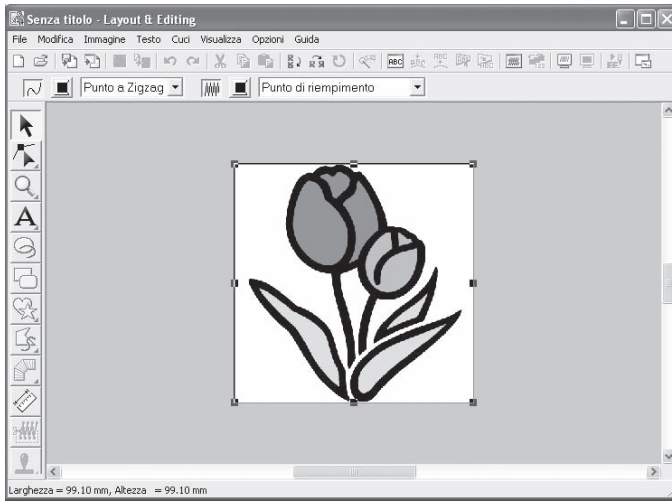 Senza titolo - Layout & Editing
File Modifica Immagine Testo Cuci Visualizza Opzioni Guida
ABC
Punto a Zigzag Punto di riempimento
A
Larghezza = 99.10 mm, Altezza = 99.10 mm